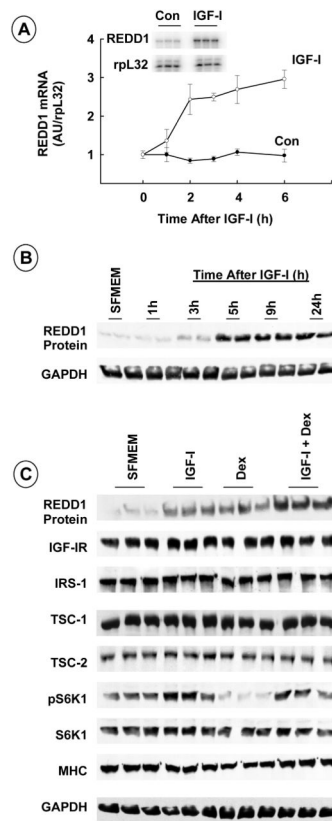 A
Con IGF-I
REDD1
rpL32
REDD1 mRNA
(AU/rpL32)
4
3
2
1
IGF-I
Con
0 2 4 6
Time After IGF-I (h)
B
Time After IGF-I (h)
SFMEM
1h
3h
5h
9h
24h
REDD1
Protein
GAPDH
C
SFMEM
IGF-I
Dex
IGF-I + Dex
REDD1
Protein
IGF-IR
IRS-1
TSC-1
TSC-2
pS6K1
S6K1
MHC
GAPDH